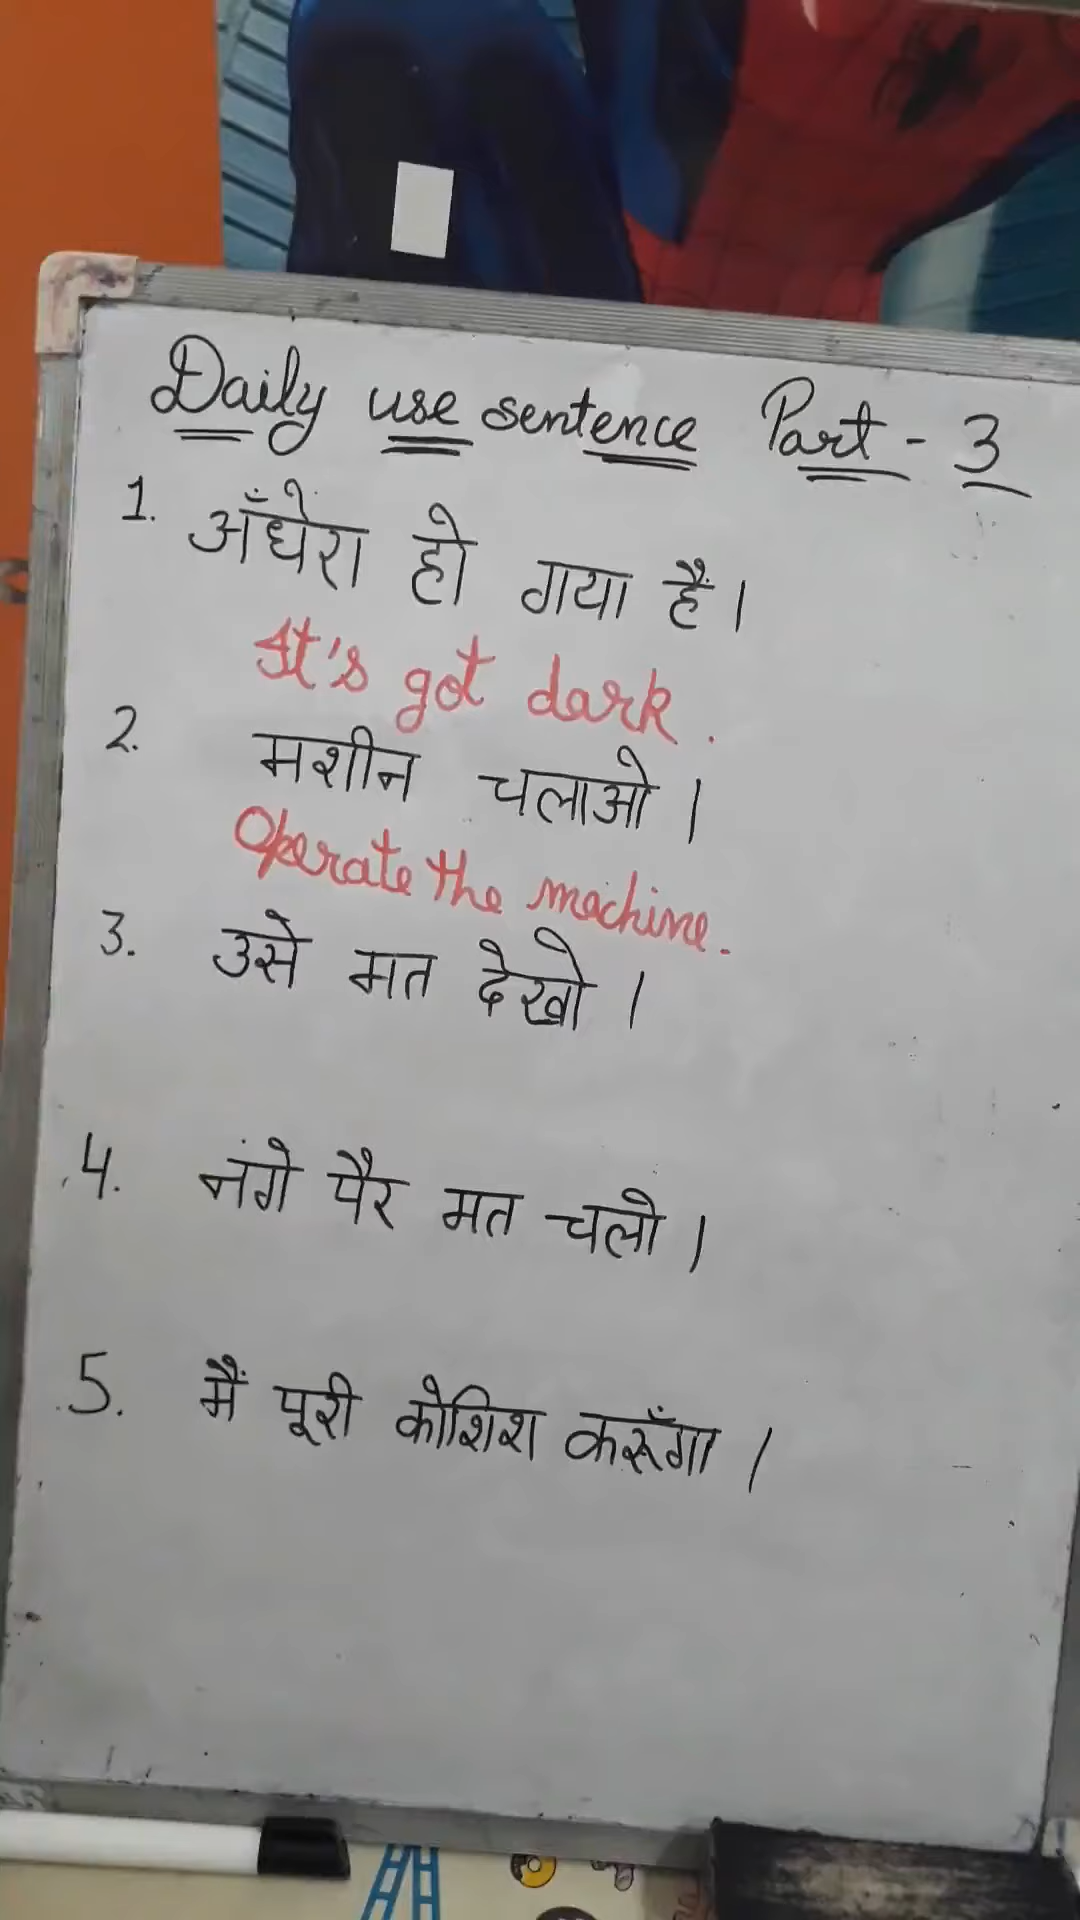 Daily use sentence Part - 3
1. अँधेरा हो गया है।
It's got dark.
2. मशीन चलाओ।
Operate the machine.
3. उसे मत देखो।
4. नंगे पैर मत चलो।
5. मैं पूरी कोशिश करूँगा।